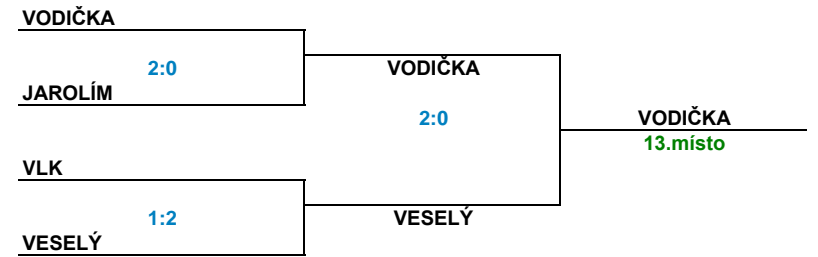 VODIČKA
2:0
VODIČKA
JAROLÍM
2:0
VODIČKA
13.místo
VLK
1:2
VESELÝ
VESELÝ